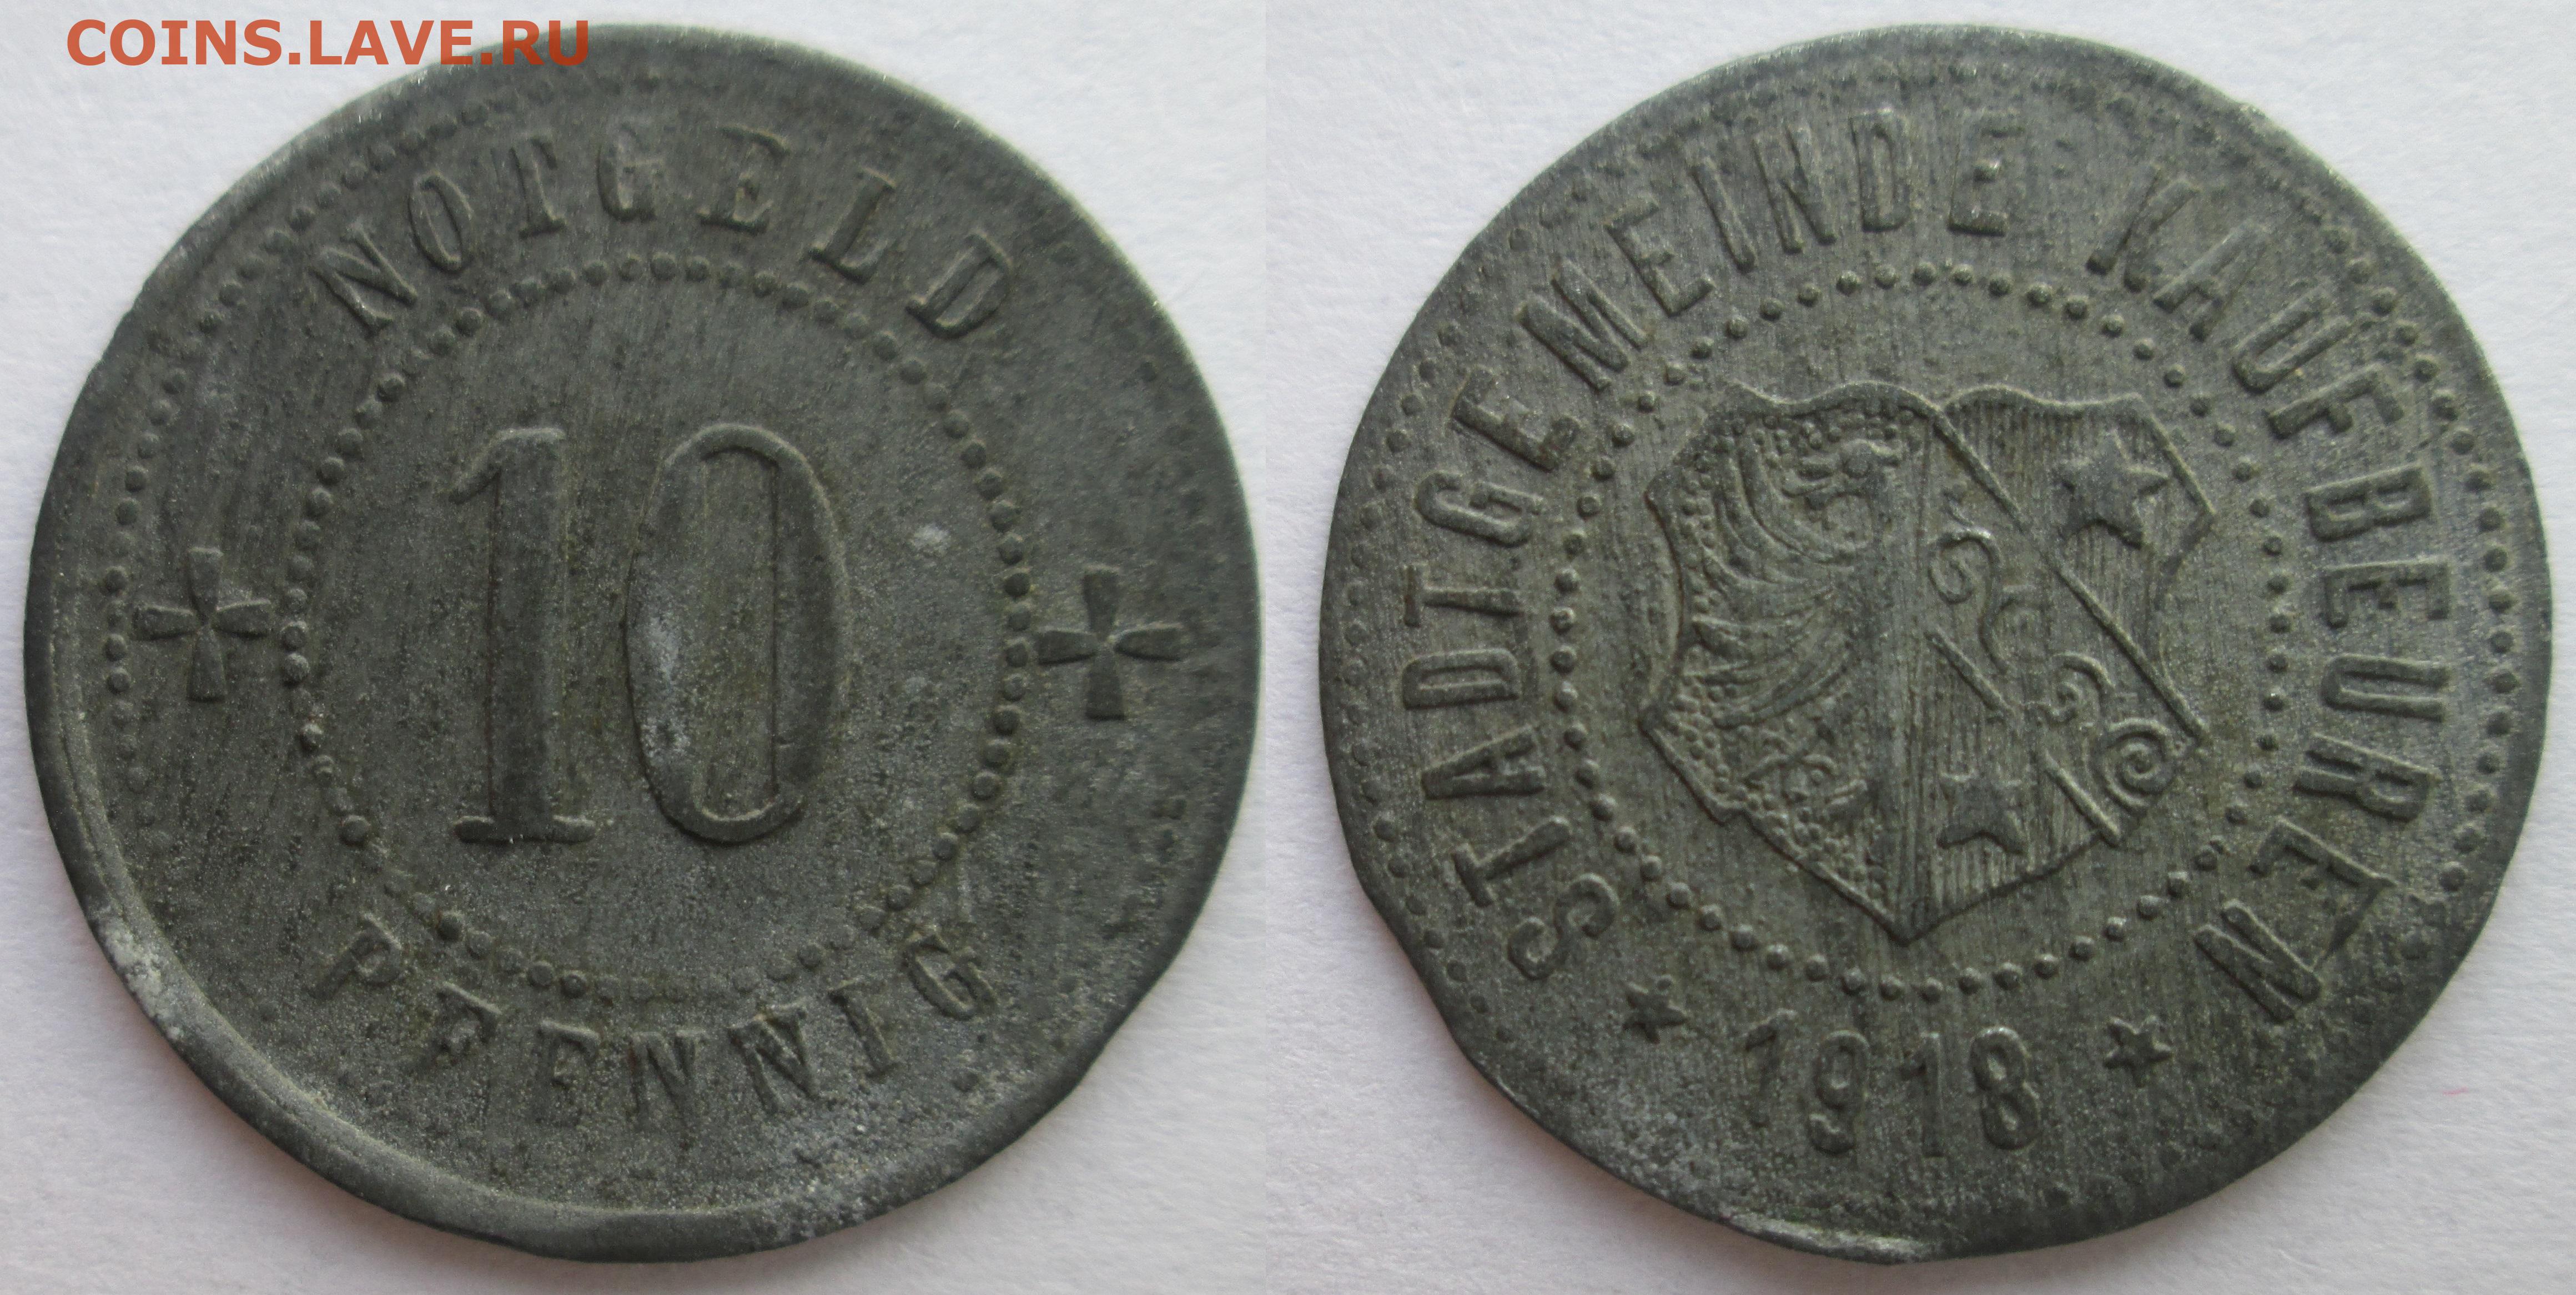 COINS.LAVE.RU
NOTGELD
10
PFENNIG
STADTGEMEINDE KAUFBEUREN
1918